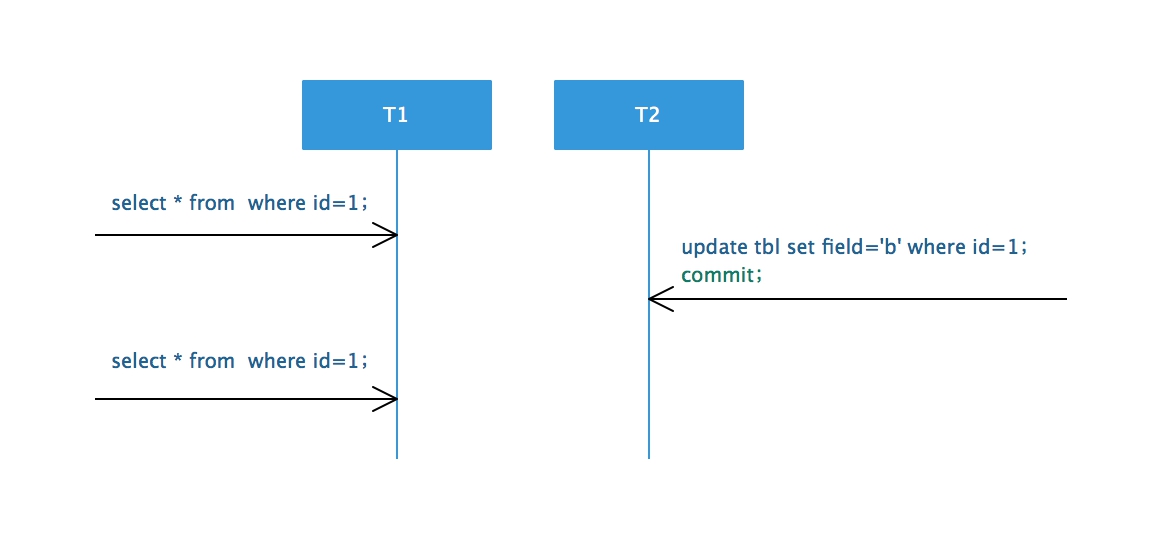 T1
T2
select * from  where id=1;
update tbl set field='b' where id=1;
commit;
select * from  where id=1;